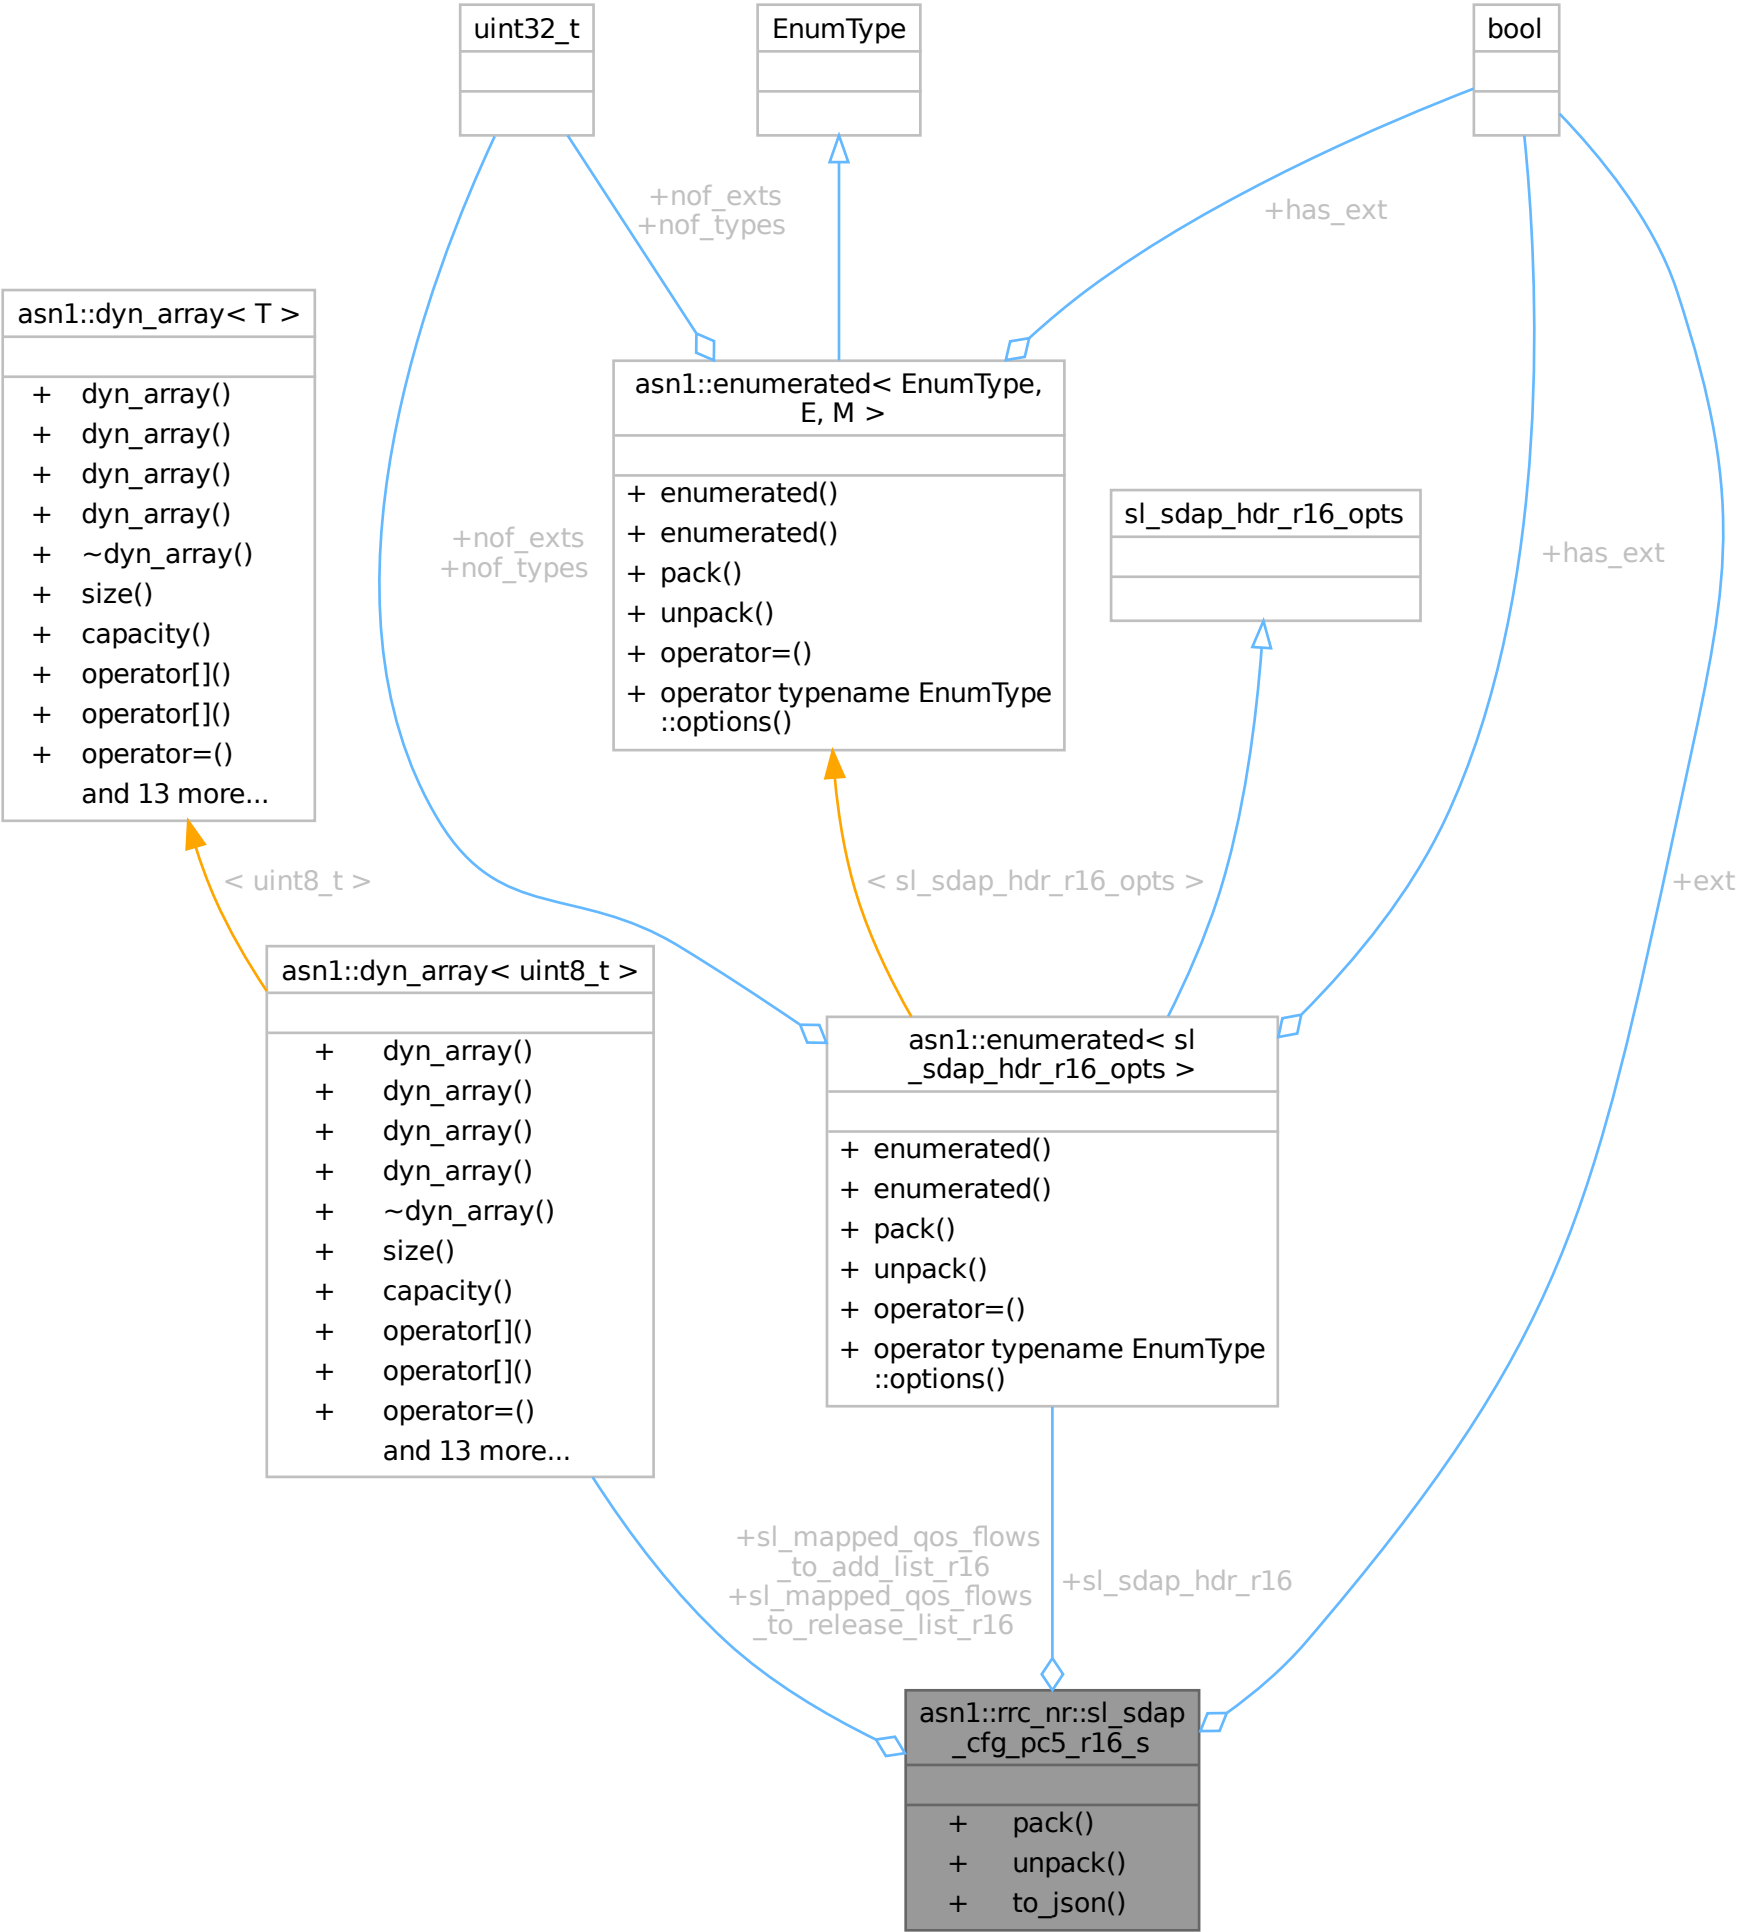 uint32_t
EnumType
bool
+nof_exts
+nof_types
+has_ext
asn1::dyn_array< T >
+ dyn_array()
+ dyn_array()
+ dyn_array()
+ dyn_array()
+ ~dyn_array()
+ size()
+ capacity()
+ operator[]()
+ operator[]()
+ operator=()
and 13 more...
asn1::enumerated< EnumType,
E, M >
+ enumerated()
+ enumerated()
+ pack()
+ unpack()
+ operator=()
+ operator typename EnumType
::options()
sl_sdap_hdr_r16_opts
+nof_exts
+nof_types
+has_ext
< uint8_t >
< sl_sdap_hdr_r16_opts >
+ext
asn1::dyn_array< uint8_t >
+ dyn_array()
+ dyn_array()
+ dyn_array()
+ dyn_array()
+ ~dyn_array()
+ size()
+ capacity()
+ operator[]()
+ operator[]()
+ operator=()
and 13 more...
asn1::enumerated< sl
_sdap_hdr_r16_opts >
+ enumerated()
+ enumerated()
+ pack()
+ unpack()
+ operator=()
+ operator typename EnumType
::options()
+sl_mapped_qos_flows
_to_add_list_r16
+sl_mapped_qos_flows
_to_release_list_r16
+sl_sdap_hdr_r16
asn1::rrc_nr::sl_sdap
_cfg_pc5_r16_s
+ pack()
+ unpack()
+ to_json()